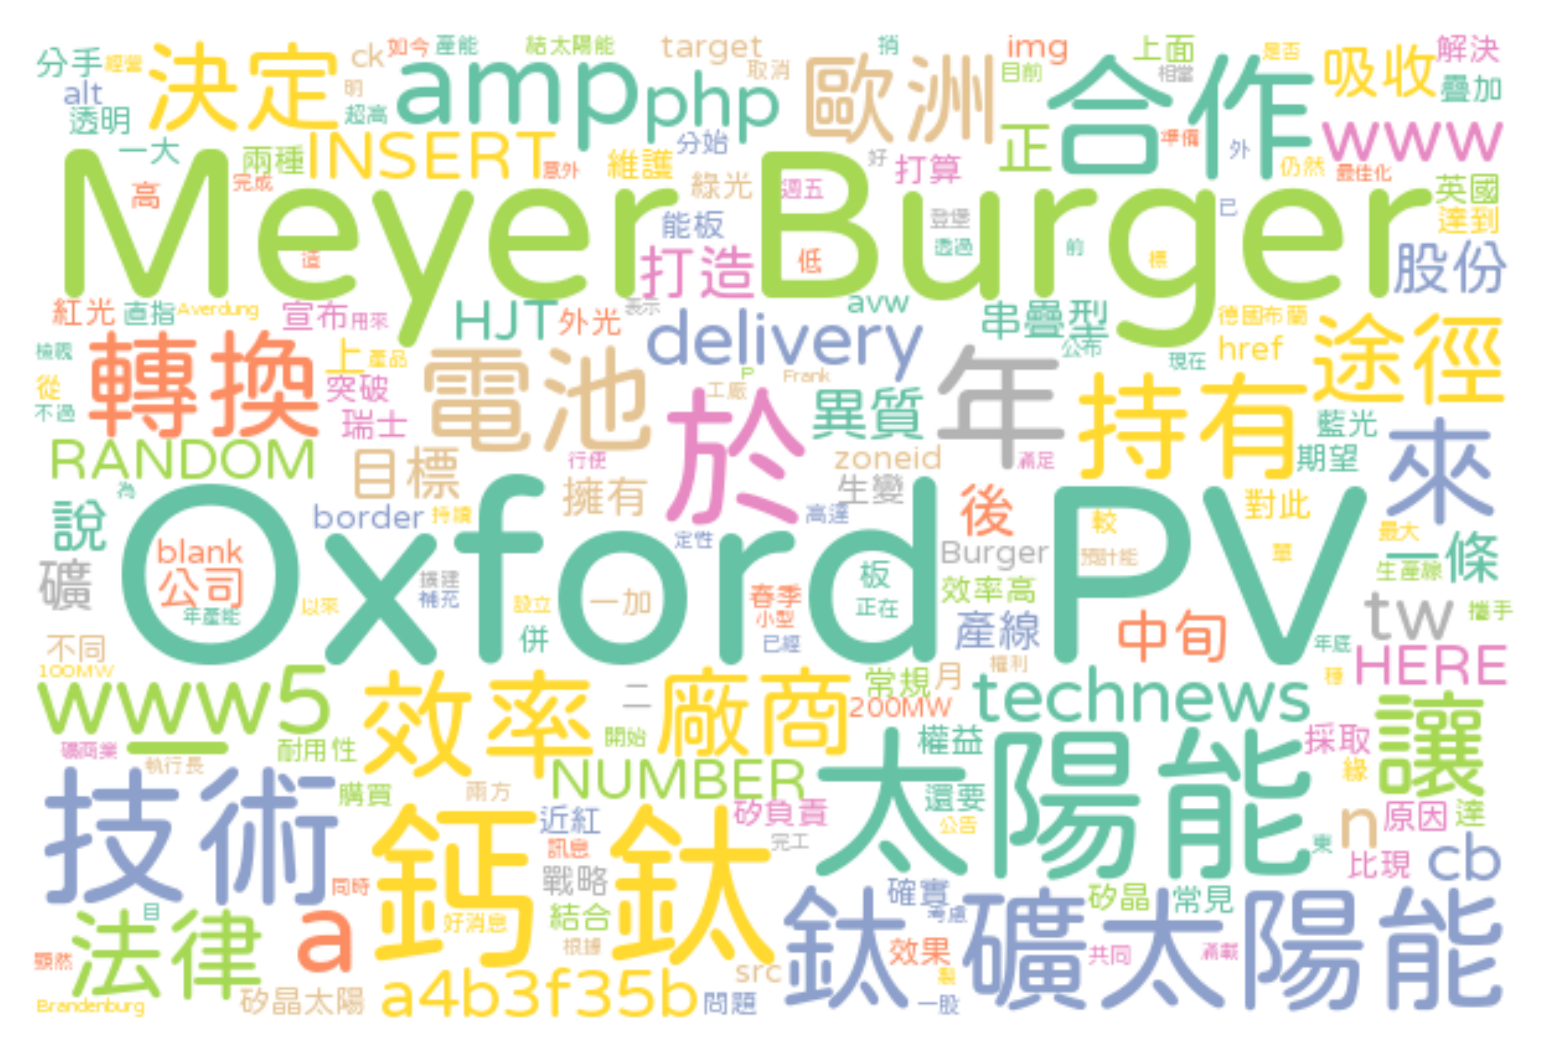 分手 經營 決定 ck 如今 產能 結太陽能 target 捎 img 上面 是否 解決
alt 明 amp php 取消 歐洲 目前 合作 相當 吸收 疊加
透明 超高 正 www
一大 兩種 INSERT 意外 維護 分始 好 打算 準備 外 仍然 最佳化
高 完成 綠光 週五 英國
Meyer Burger 能板 登堡 已 達到
造 打造 低 透過 前 標 股份
紅光 直指 Averdung 宣布 用來 HJT 外光 表示 avw 串疊型 德國布蘭
檢視 轉換 上 產品 delivery 公布 現在 href 途徑
從 突破 電池 工廠 P Frank 年 持有
不過 瑞士 於 異質 藍光
RANDOM 目標 行使 zoneid 滿足 期望 來
為 擁有 生變 後 對此
說 border 持續 高達 較 最大
Oxford PV 定性 Burger 預計能 單 一條
blank 公司 礦 擴建 補充 板 效率高 生產線
年產能 以來 設立 一加 春季 小型 正在 tw 攜手
不同 併 已經 產線 中旬 年底
100MW 權利 HERE
www5 效率 二 廠商 常規 月 200MW technews 種
礦商業 執行長 耐用性 開始 權益 採取 讓
技術 購買 兩方 NUMBER 太陽能 還要 緣
鈣鈦 近紅 矽負責 公告 n 原因 達
訊息 完工 東 比現 cb
同時 戰略 確實 矽晶 常見
法律 目 a 好消息 結合 考慮 鈦礦太陽能
顯然 根據 效果 共同 滿載
Brandenburg 矽晶太陽 a4b3f35b src 問題 製 一股